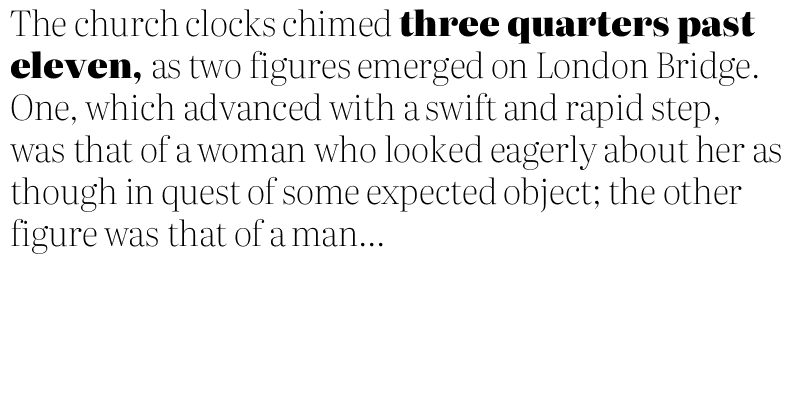 The church clocks chimed three quarters past
eleven, as two figures emerged on London Bridge.
One, which advanced with a swift and rapid step,
was that of a woman who looked eagerly about her as
though in quest of some expected object; the other
figure was that of a man...